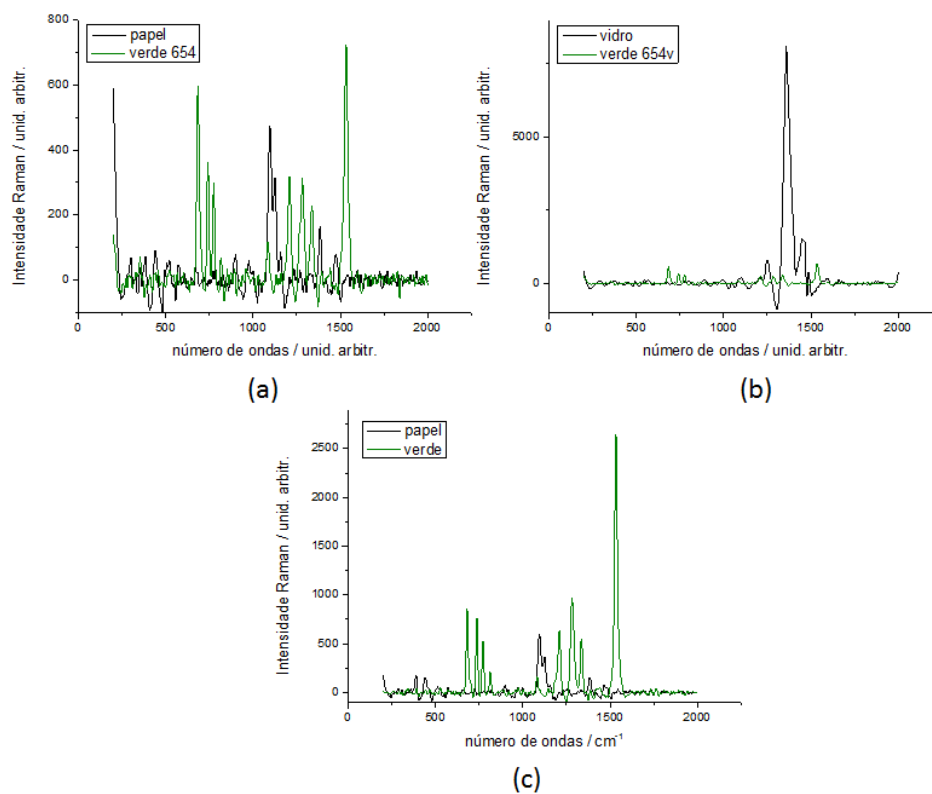 papel
verde 654
Intensidade Raman / unid. arbitr.
800
600
400
200
0
0 500 1000 1500 2000
número de ondas / unid. arbitr.
(a)
vidro
verde 654v
Intensidade Raman / unid. arbitr.
5000
0
0 500 1000 1500 2000
número de ondas / unid. arbitr.
(b)
papel
verde
Intensidade Raman / unid. arbitr.
2500
2000
1500
1000
500
0
0 500 1000 1500 2000
número de ondas / cm⁻¹
(c)